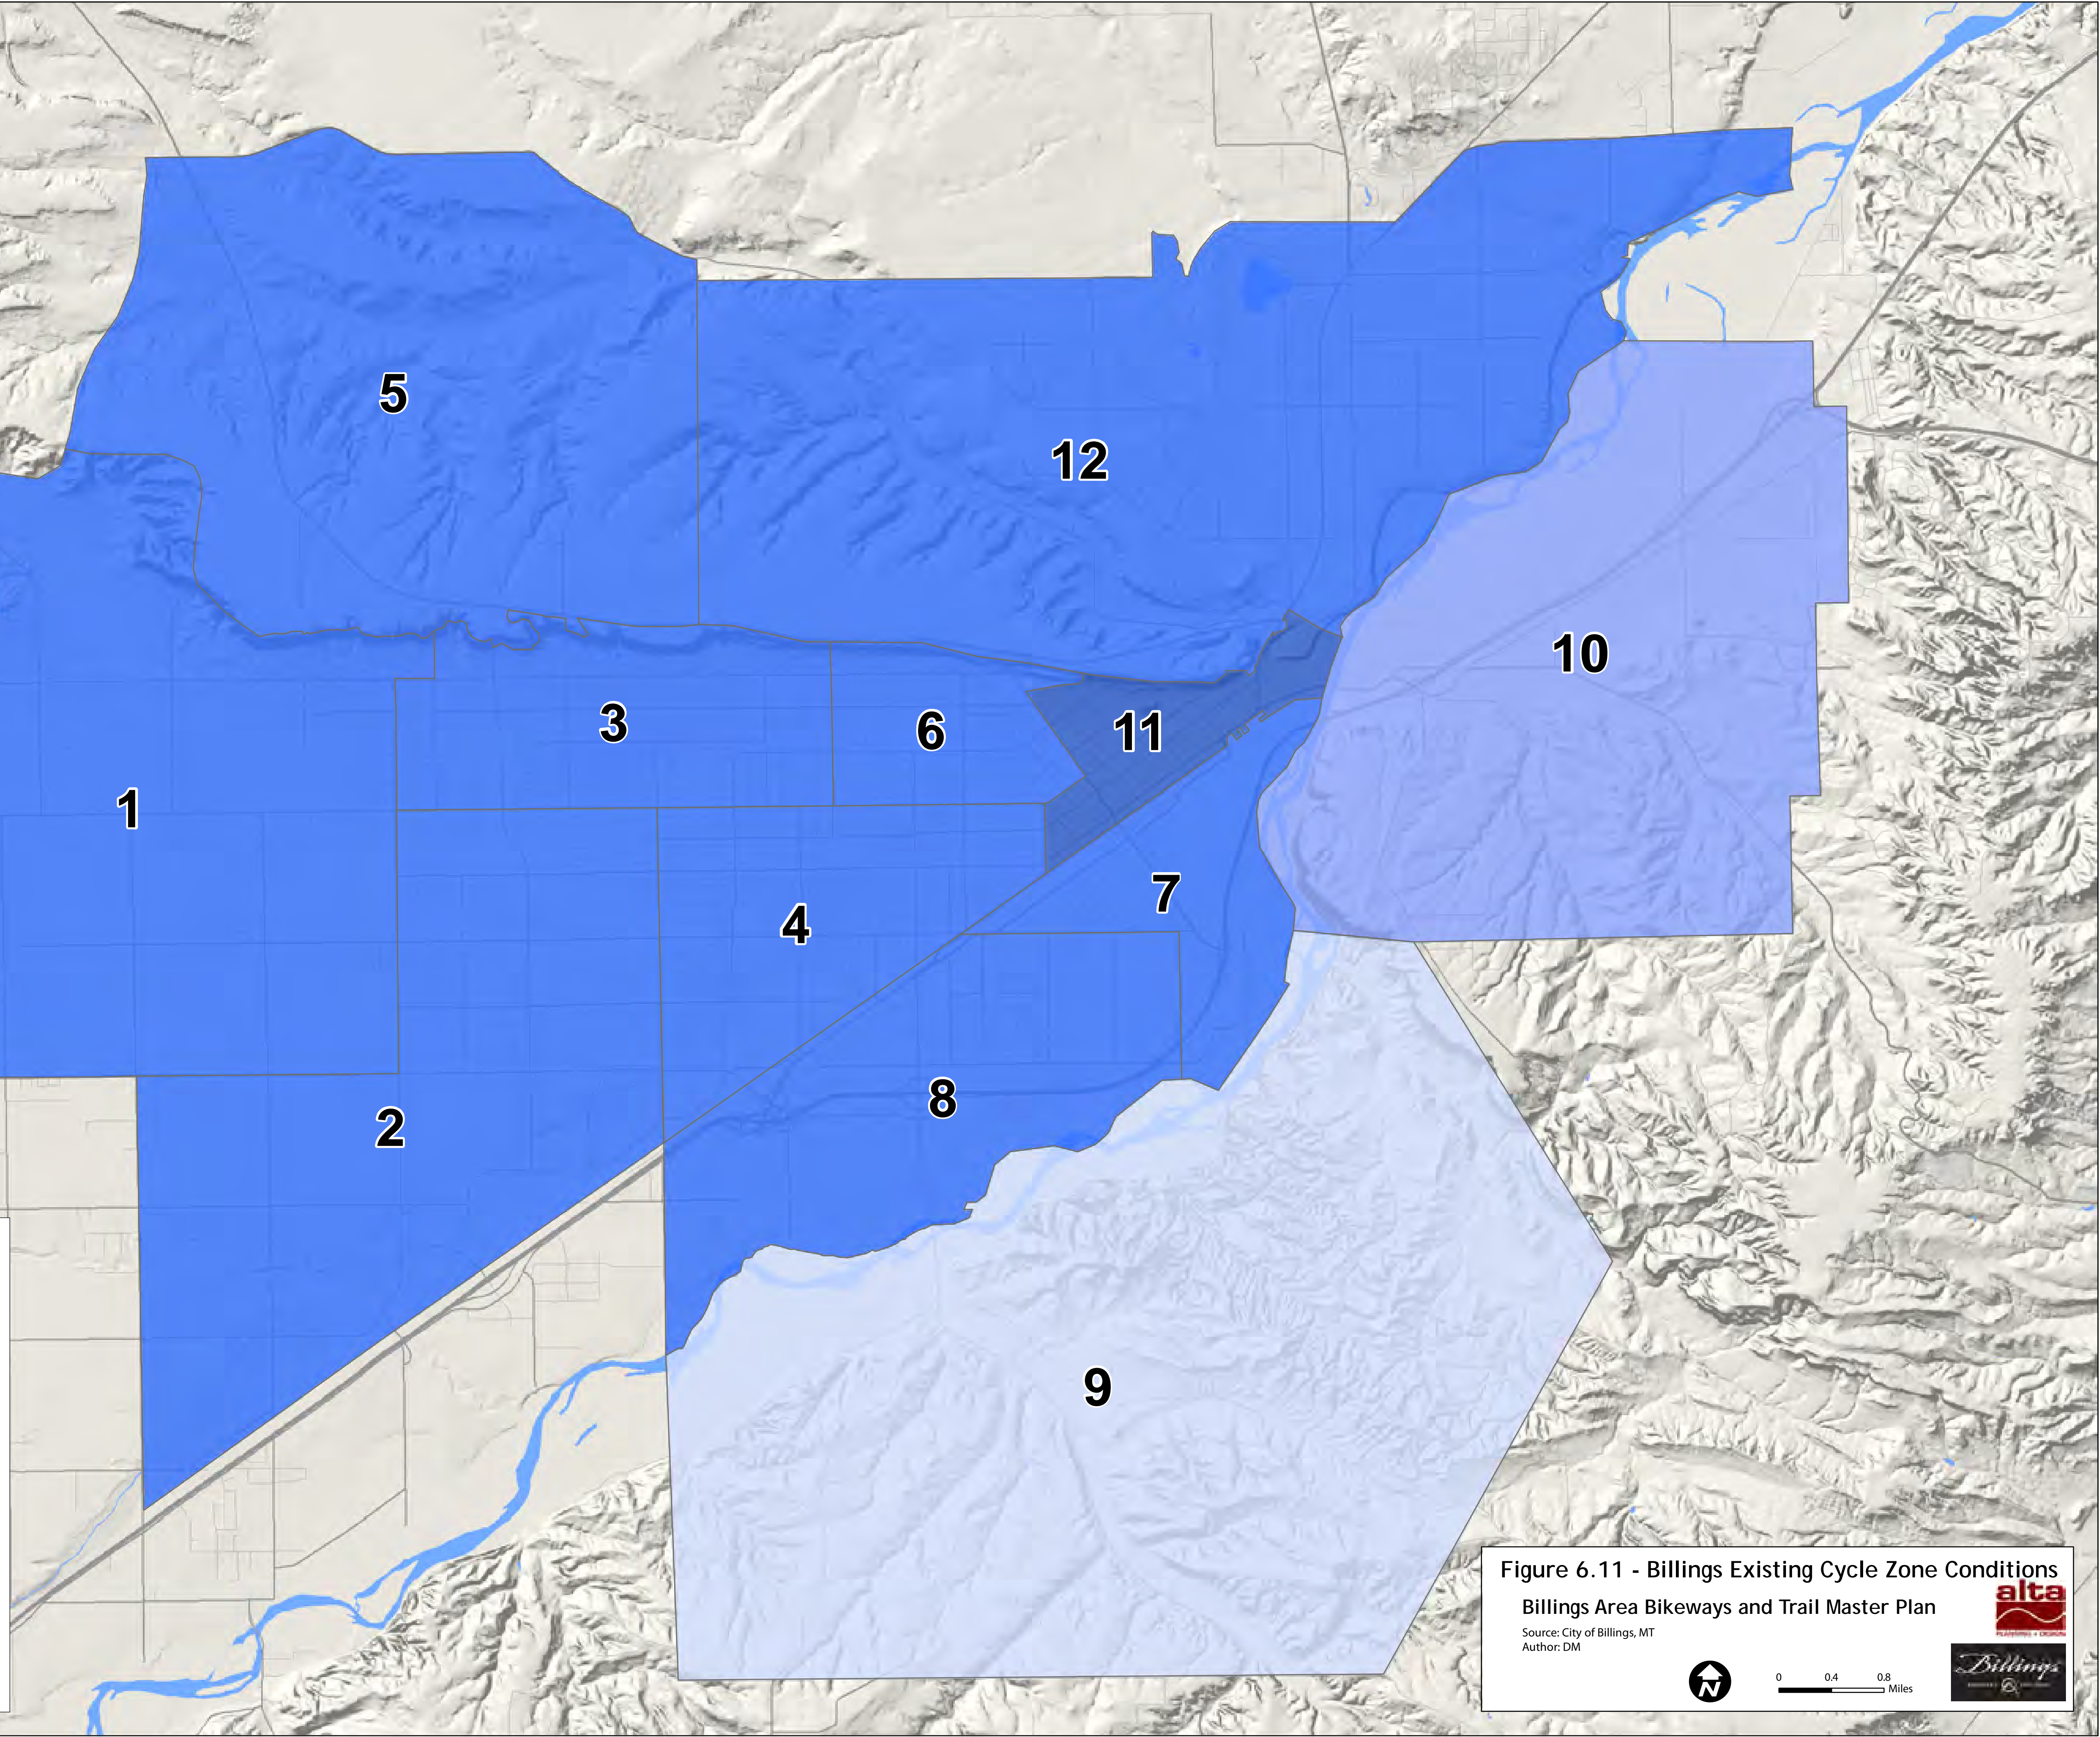 5
12
10
3
6
11
1
7
4
8
2
9
Figure 6.11 - Billings Existing Cycle Zone Conditions
Billings Area Bikeways and Trail Master Plan
Source: City of Billings, MT
Author: DM
alta
PLANNING + DESIGN
N
0 0.4 0.8
Miles
Billings